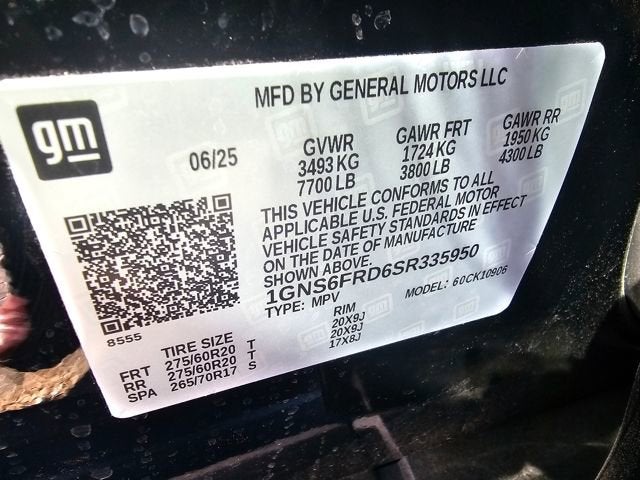 MFD BY GENERAL MOTORS LLC
gm
06/25
GVWR
3493 KG
7700 LB
GAWR FRT
1724 KG
3800 LB
GAWR RR
1950 KG
4300 LB
THIS VEHICLE CONFORMS TO ALL
APPLICABLE U.S. FEDERAL MOTOR
VEHICLE SAFETY STANDARDS IN EFFECT
ON THE DATE OF MANUFACTURE
SHOWN ABOVE.
1GNS6FRD6SR335950
TYPE: MPV MODEL: 60CK10906
8555
TIRE SIZE RIM
FRT 275/60R20 T 20X9J
RR 275/60R20 T 20X9J
SPA 265/70R17 S 17X8J